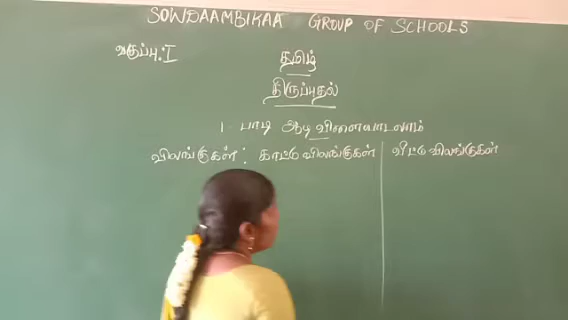 SOWDAAMBIKAA GROUP OF SCHOOLS
வகுப்பு: I
தமிழ்
திருப்புதல்
1. பாடி ஆடி விளையாடலாம்
விலங்குகள்: காட்டு விலங்குகள் வீட்டு விலங்குகள்